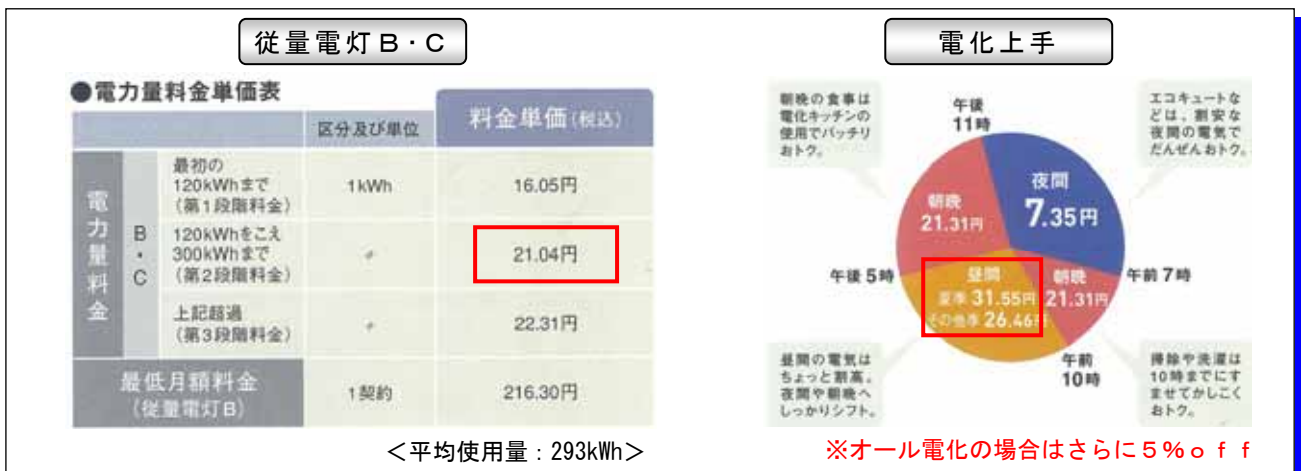 従量電灯B・C
●電力量料金単価表
区分及び単位
料金単価(税込)
電力量料金
B・C
最初の
120kWhまで
(第1段階料金)
1kWh
16.05円
120kWhをこえ
300kWhまで
(第2段階料金)
〃
21.04円
上記超過
(第3段階料金)
〃
22.31円
最低月額料金
(従量電灯B)
1契約
216.30円
<平均使用量:293kWh>
電化上手
朝晩の食事は
電化キッチンの
使用でバッチリ
おトク。
午後
11時
エコキュートな
どは、割安な
夜間の電気で
だんぜんおトク。
夜間
7.35円
朝晩
21.31円
午後5時
昼間
夏季31.55円
その他季26.46円
朝晩
21.31円
午前7時
昼間の電気は
ちょっと割高。
夜間や朝晩へ
しっかりシフト。
午前
10時
掃除や洗濯は
10時までにす
ませてかしこく
おトク。
※オール電化の場合はさらに5%off